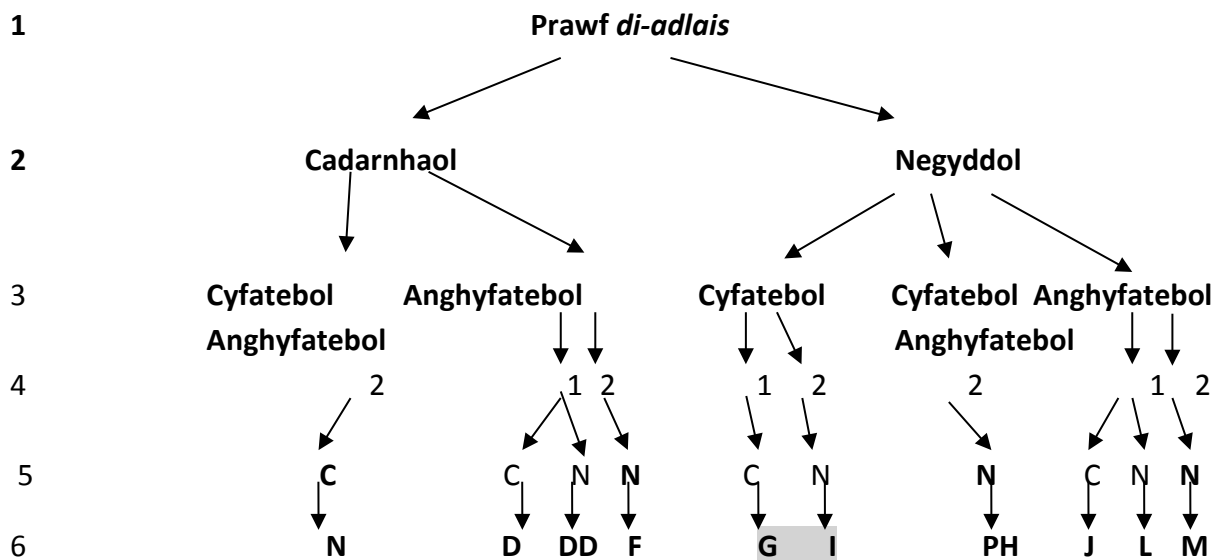 1 Prawf di-adlais
2 Cadarnhaol Negyddol
3 Cyfatebol Anghyfatebol Cyfatebol Cyfatebol Anghyfatebol
Anghyfatebol Anghyfatebol
4 2 1 2 1 2 2 1 2
5 C C N N C N N C N N
6 N D DD F G I PH J L M